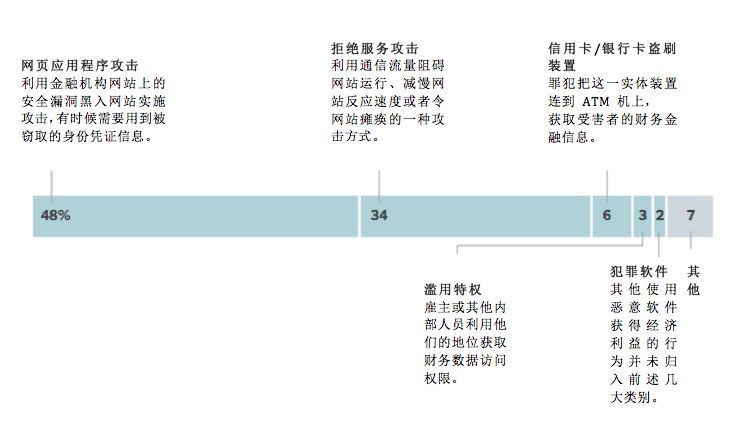 网页应用程序攻击
利用金融机构网站上的
安全漏洞黑入网站实施
攻击,有时候需要用到被
窃取的身份凭证信息。
拒绝服务攻击
利用通信流量阻碍
网站运行、减慢网
站反应速度或者令
网站瘫痪的一种攻
击方式。
信用卡/银行卡盗刷
装置
罪犯把这一实体装置
连到 ATM 机上,
获取受害者的财务金
融信息。
48%
34
6
3
2
7
滥用特权
雇主或其他内
部人员利用他
们的地位获取
财务数据访问
权限。
犯罪软件
其他使用
恶意软件
获得经济
利益的行
为并未归
入前述几
大类别。
其
他